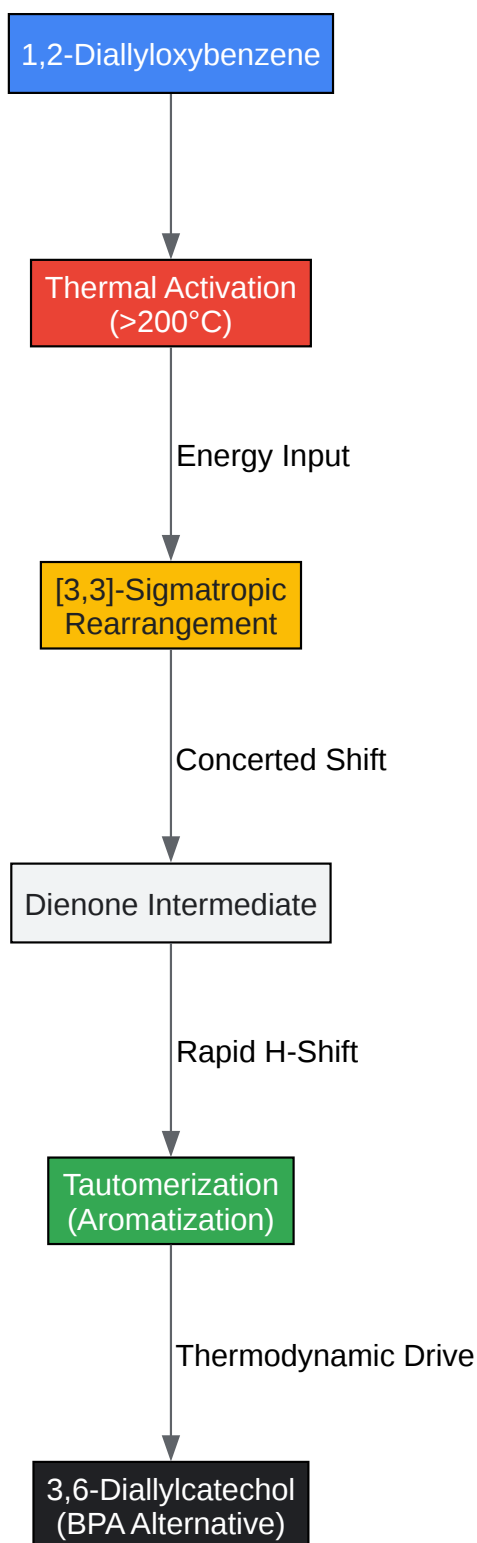 1,2-Diallyloxybenzene
Thermal Activation
(>200°C)
Energy Input
[3,3]-Sigmatropic
Rearrangement
Concerted Shift
Dienone Intermediate
Rapid H-Shift
Tautomerization
(Aromatization)
Thermodynamic Drive
3,6-Diallylcatechol
(BPA Alternative)